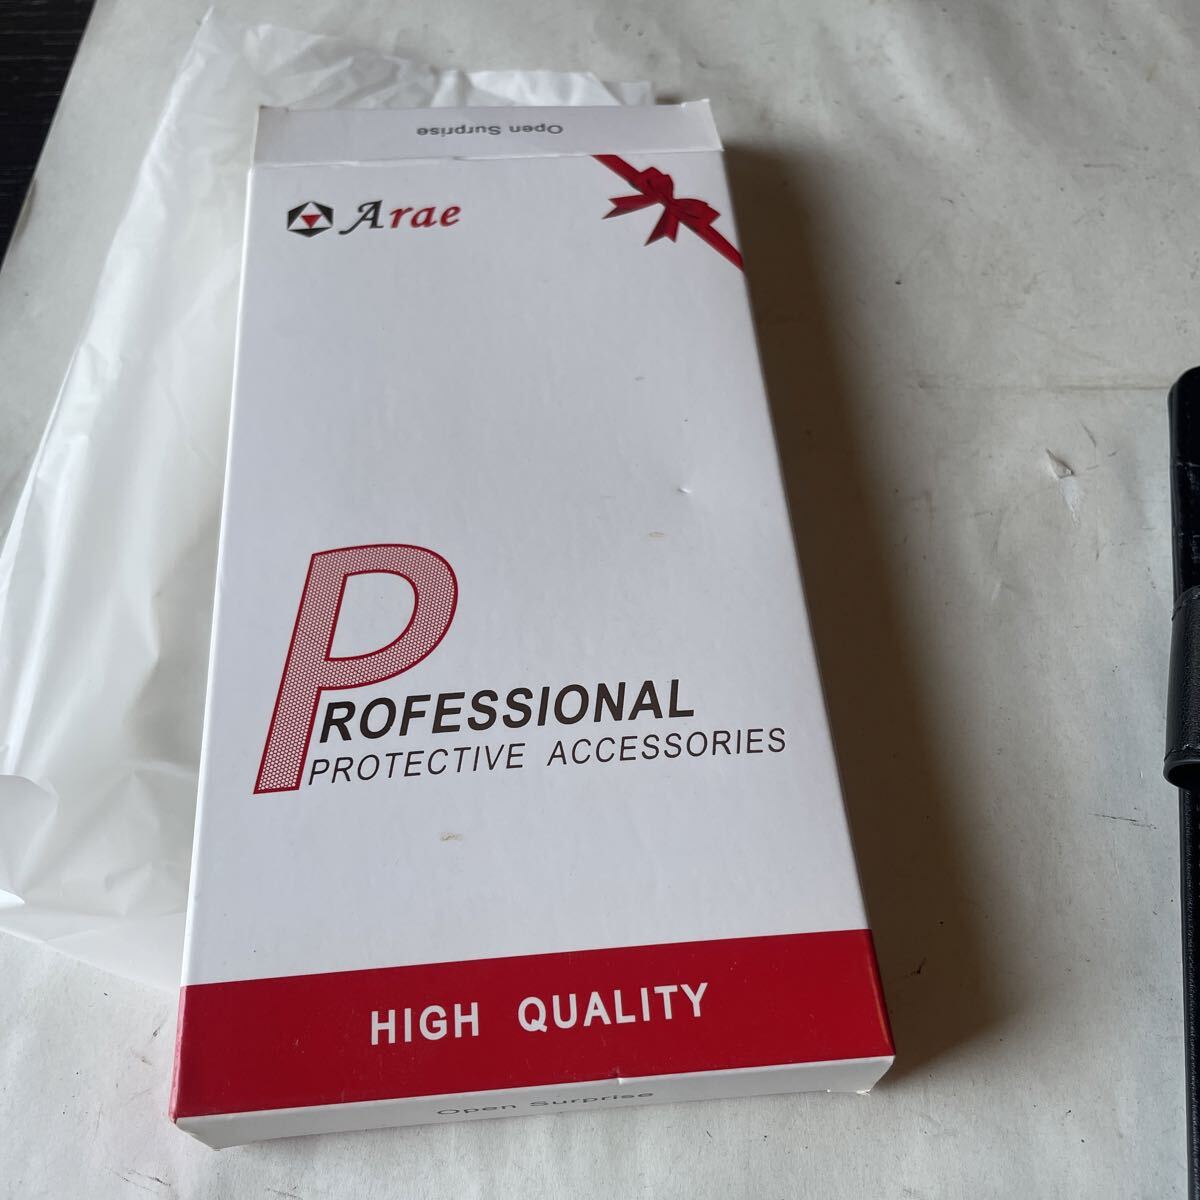 Open Surprise
Arae
PROFESSIONAL
PROTECTIVE ACCESSORIES
HIGH QUALITY
Open Surprise